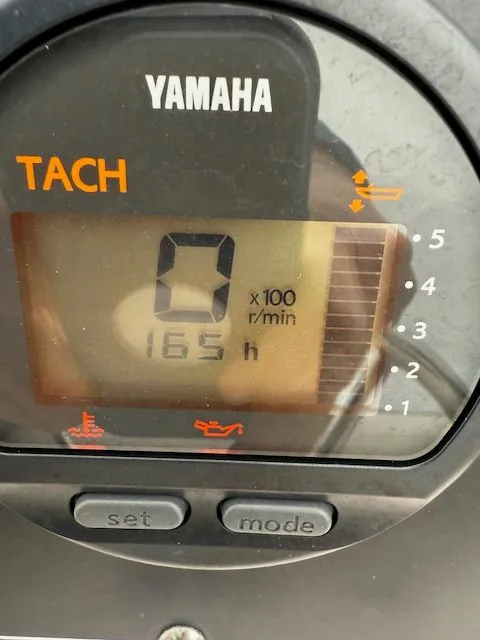 YAMAHA
TACH
0 x100
r/min
165 h
5
4
3
2
1
set mode